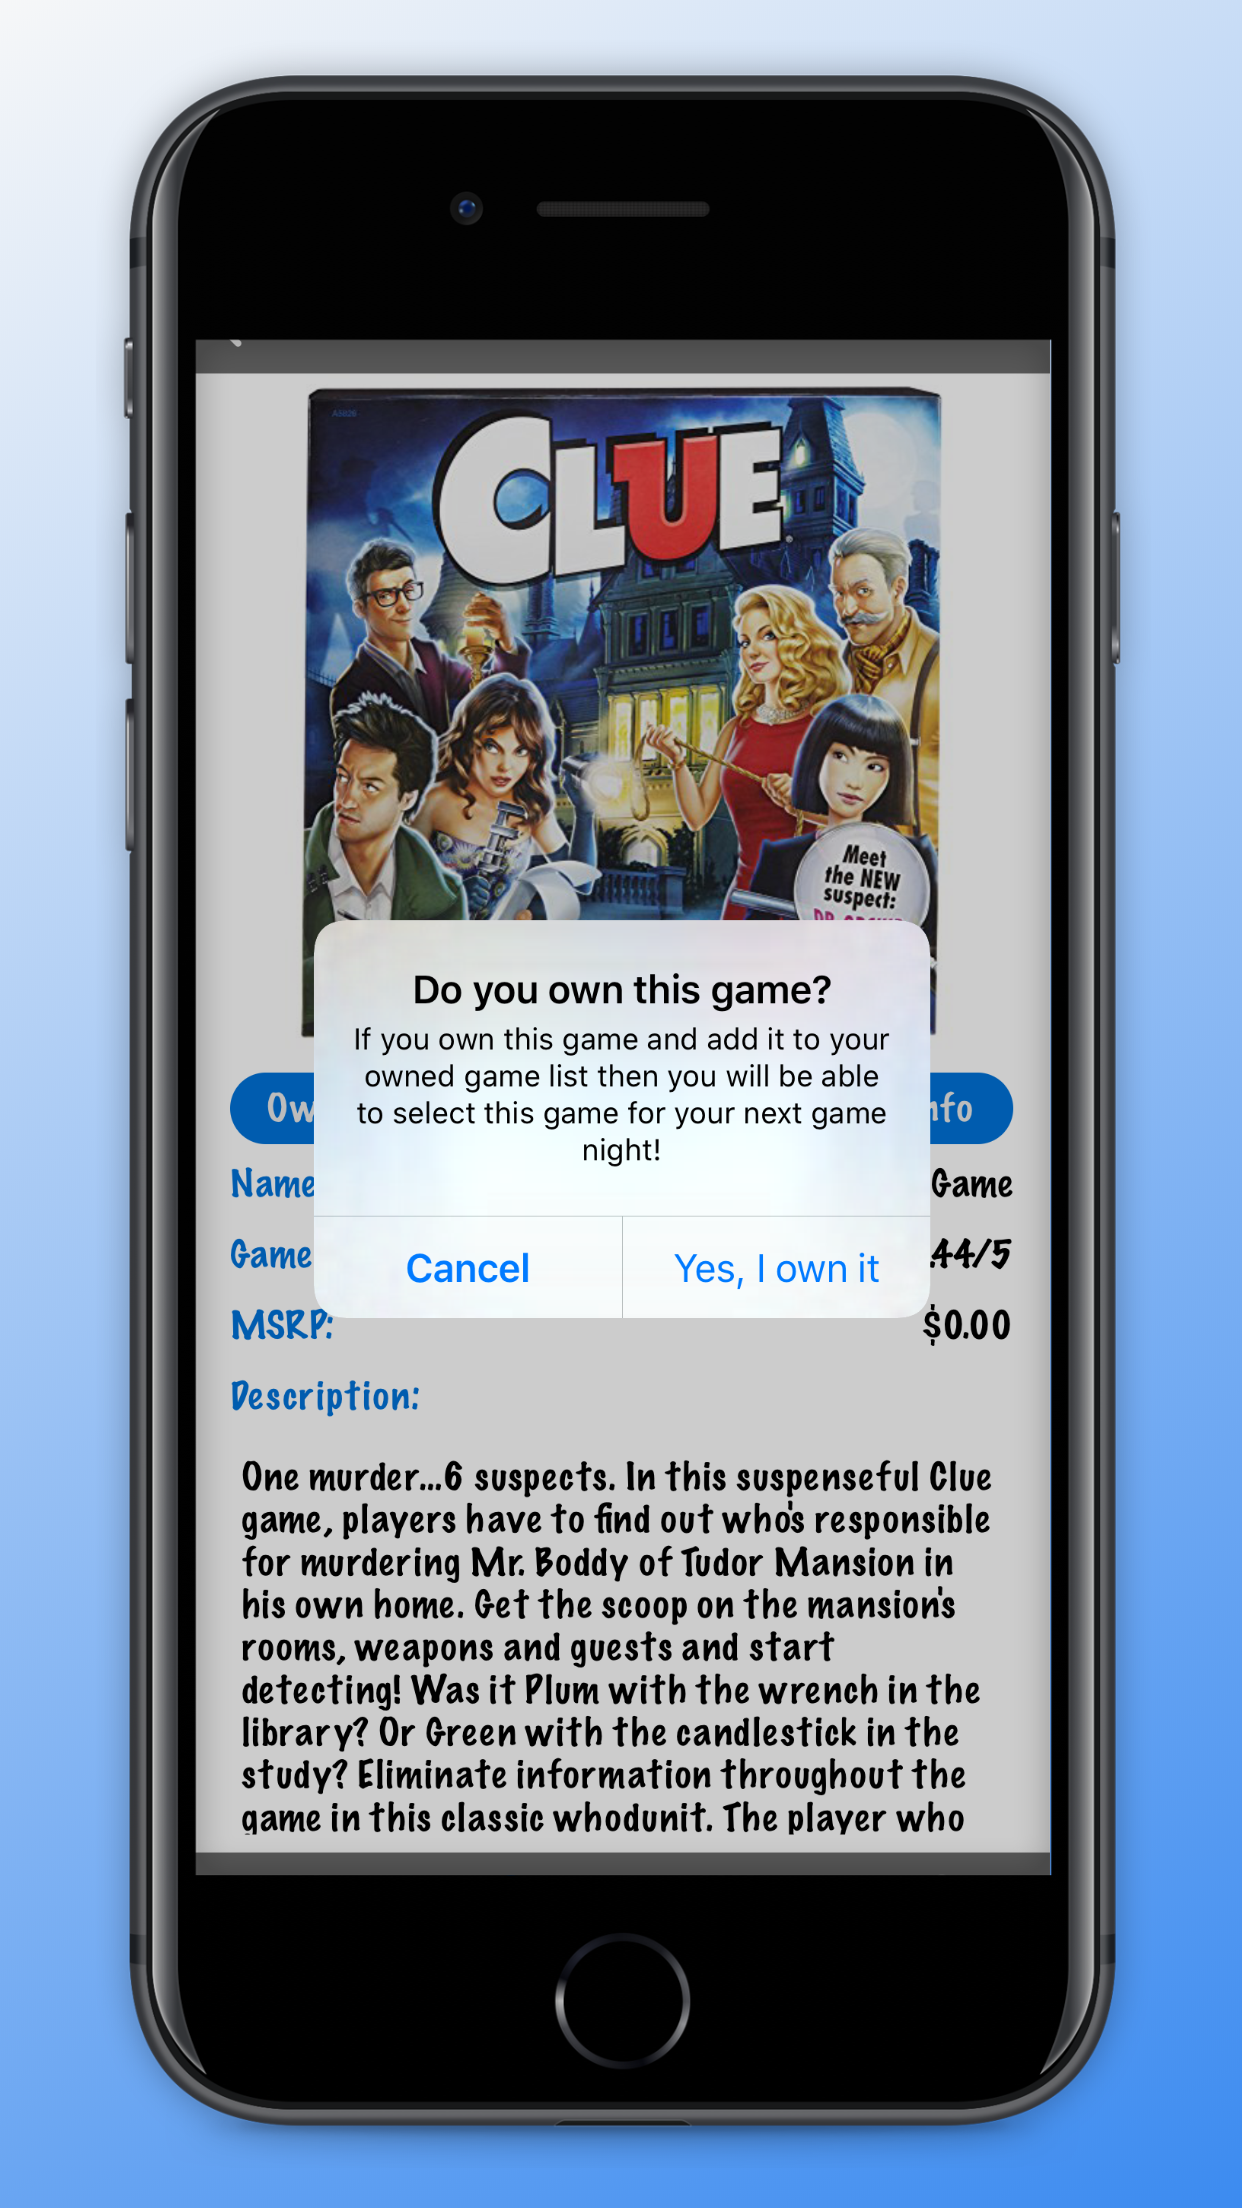 A5826
CLUE
Meet
the NEW
suspect:
Do you own this game?
If you own this game and add it to your
owned game list then you will be able
to select this game for your next game
night!
Cancel
Yes, I own it
Name
Game
Game
.44/5
MSRP:
$0.00
Description:
One murder...6 suspects. In this suspenseful Clue
game, players have to find out who's responsible
for murdering Mr. Boddy of Tudor Mansion in
his own home. Get the scoop on the mansion's
rooms, weapons and guests and start
detecting! Was it Plum with the wrench in the
library? Or Green with the candlestick in the
study? Eliminate information throughout the
game in this classic whodunit. The player who